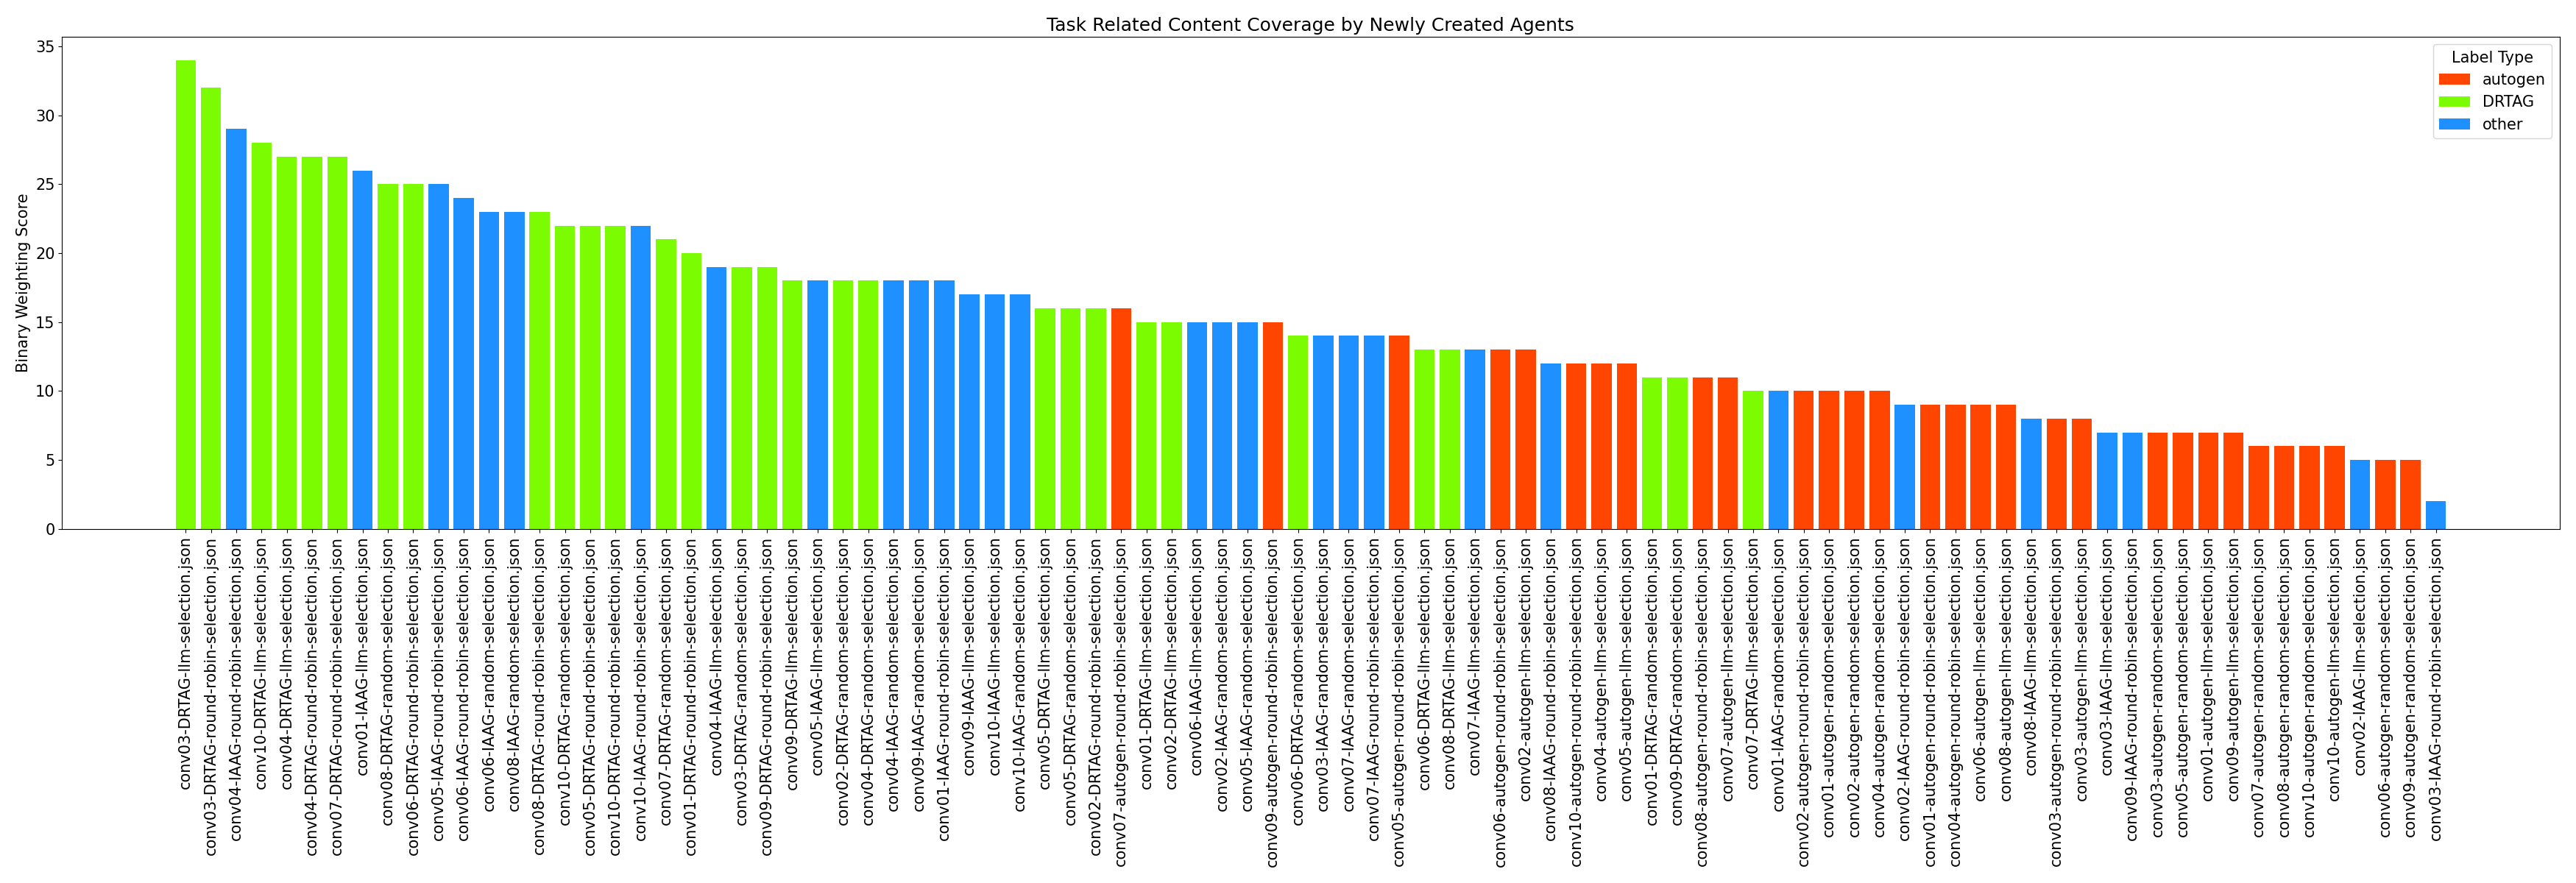 Task Related Content Coverage by Newly Created Agents
Label Type
autogen
DRTAG
other
Binary Weighting Score
35
30
25
20
15
10
5
0
conv03-DRTAG-llm-selection.json
conv03-DRTAG-round-robin-selection.json
conv04-IAAG-round-robin-selection.json
conv10-DRTAG-llm-selection.json
conv04-DRTAG-llm-selection.json
conv04-DRTAG-round-robin-selection.json
conv07-DRTAG-round-robin-selection.json
conv01-IAAG-llm-selection.json
conv08-DRTAG-random-selection.json
conv06-DRTAG-round-robin-selection.json
conv05-IAAG-round-robin-selection.json
conv06-IAAG-round-robin-selection.json
conv06-IAAG-random-selection.json
conv08-IAAG-random-selection.json
conv08-DRTAG-round-robin-selection.json
conv10-DRTAG-random-selection.json
conv05-DRTAG-round-robin-selection.json
conv10-DRTAG-round-robin-selection.json
conv10-IAAG-round-robin-selection.json
conv07-DRTAG-random-selection.json
conv01-DRTAG-round-robin-selection.json
conv04-IAAG-llm-selection.json
conv03-DRTAG-random-selection.json
conv09-DRTAG-round-robin-selection.json
conv09-DRTAG-llm-selection.json
conv05-IAAG-llm-selection.json
conv02-DRTAG-random-selection.json
conv04-DRTAG-random-selection.json
conv04-IAAG-random-selection.json
conv09-IAAG-random-selection.json
conv01-IAAG-round-robin-selection.json
conv09-IAAG-llm-selection.json
conv10-IAAG-llm-selection.json
conv10-IAAG-random-selection.json
conv05-DRTAG-llm-selection.json
conv05-DRTAG-random-selection.json
conv02-DRTAG-round-robin-selection.json
conv07-autogen-round-robin-selection.json
conv01-DRTAG-llm-selection.json
conv02-DRTAG-llm-selection.json
conv06-IAAG-llm-selection.json
conv02-IAAG-random-selection.json
conv05-IAAG-random-selection.json
conv09-autogen-round-robin-selection.json
conv06-DRTAG-random-selection.json
conv03-IAAG-random-selection.json
conv07-IAAG-random-selection.json
conv07-IAAG-round-robin-selection.json
conv05-autogen-round-robin-selection.json
conv06-DRTAG-llm-selection.json
conv08-DRTAG-llm-selection.json
conv07-IAAG-llm-selection.json
conv06-autogen-round-robin-selection.json
conv02-autogen-llm-selection.json
conv08-IAAG-round-robin-selection.json
conv10-autogen-round-robin-selection.json
conv04-autogen-llm-selection.json
conv05-autogen-llm-selection.json
conv01-DRTAG-random-selection.json
conv09-DRTAG-random-selection.json
conv08-autogen-round-robin-selection.json
conv07-autogen-llm-selection.json
conv07-DRTAG-llm-selection.json
conv01-IAAG-random-selection.json
conv02-autogen-round-robin-selection.json
conv01-autogen-random-selection.json
conv02-autogen-random-selection.json
conv04-autogen-random-selection.json
conv02-IAAG-round-robin-selection.json
conv01-autogen-round-robin-selection.json
conv04-autogen-round-robin-selection.json
conv06-autogen-llm-selection.json
conv08-autogen-llm-selection.json
conv08-IAAG-llm-selection.json
conv03-autogen-round-robin-selection.json
conv03-autogen-llm-selection.json
conv03-IAAG-llm-selection.json
conv09-IAAG-round-robin-selection.json
conv03-autogen-random-selection.json
conv05-autogen-random-selection.json
conv01-autogen-llm-selection.json
conv09-autogen-llm-selection.json
conv07-autogen-random-selection.json
conv08-autogen-random-selection.json
conv10-autogen-random-selection.json
conv10-autogen-llm-selection.json
conv02-IAAG-llm-selection.json
conv06-autogen-random-selection.json
conv09-autogen-random-selection.json
conv03-IAAG-round-robin-selection.json